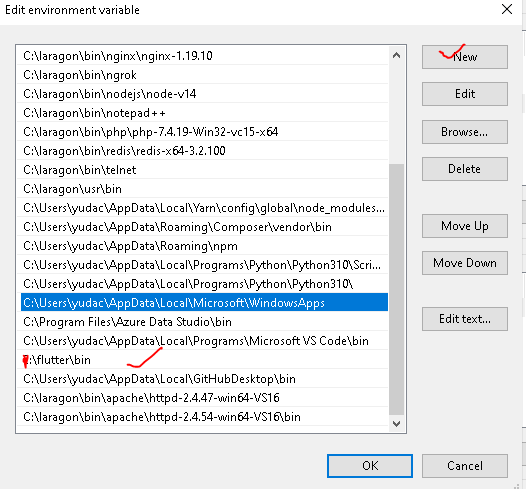 Edit environment variable
C:\laragon\bin\nginx\nginx-1.19.10
C:\laragon\bin\ngrok
C:\laragon\bin\nodejs\node-v14
C:\laragon\bin\notepad++
C:\laragon\bin\php\php-7.4.19-Win32-vc15-x64
C:\laragon\bin\redis\redis-x64-3.2.100
C:\laragon\bin\telnet
C:\laragon\usr\bin
C:\Users\yudac\AppData\Local\Yarn\config\global\node_modules...
C:\Users\yudac\AppData\Roaming\Composer\vendor\bin
C:\Users\yudac\AppData\Roaming\npm
C:\Users\yudac\AppData\Local\Programs\Python\Python310\Scri...
C:\Users\yudac\AppData\Local\Programs\Python\Python310\
C:\Users\yudac\AppData\Local\Microsoft\WindowsApps
C:\Program Files\Azure Data Studio\bin
C:\Users\yudac\AppData\Local\Programs\Microsoft VS Code\bin
:\flutter\bin
C:\Users\yudac\AppData\Local\GitHubDesktop\bin
C:\laragon\bin\apache\httpd-2.4.47-win64-VS16
C:\laragon\bin\apache\httpd-2.4.54-win64-VS16\bin
New
Edit
Browse...
Delete
Move Up
Move Down
Edit text...
OK
Cancel